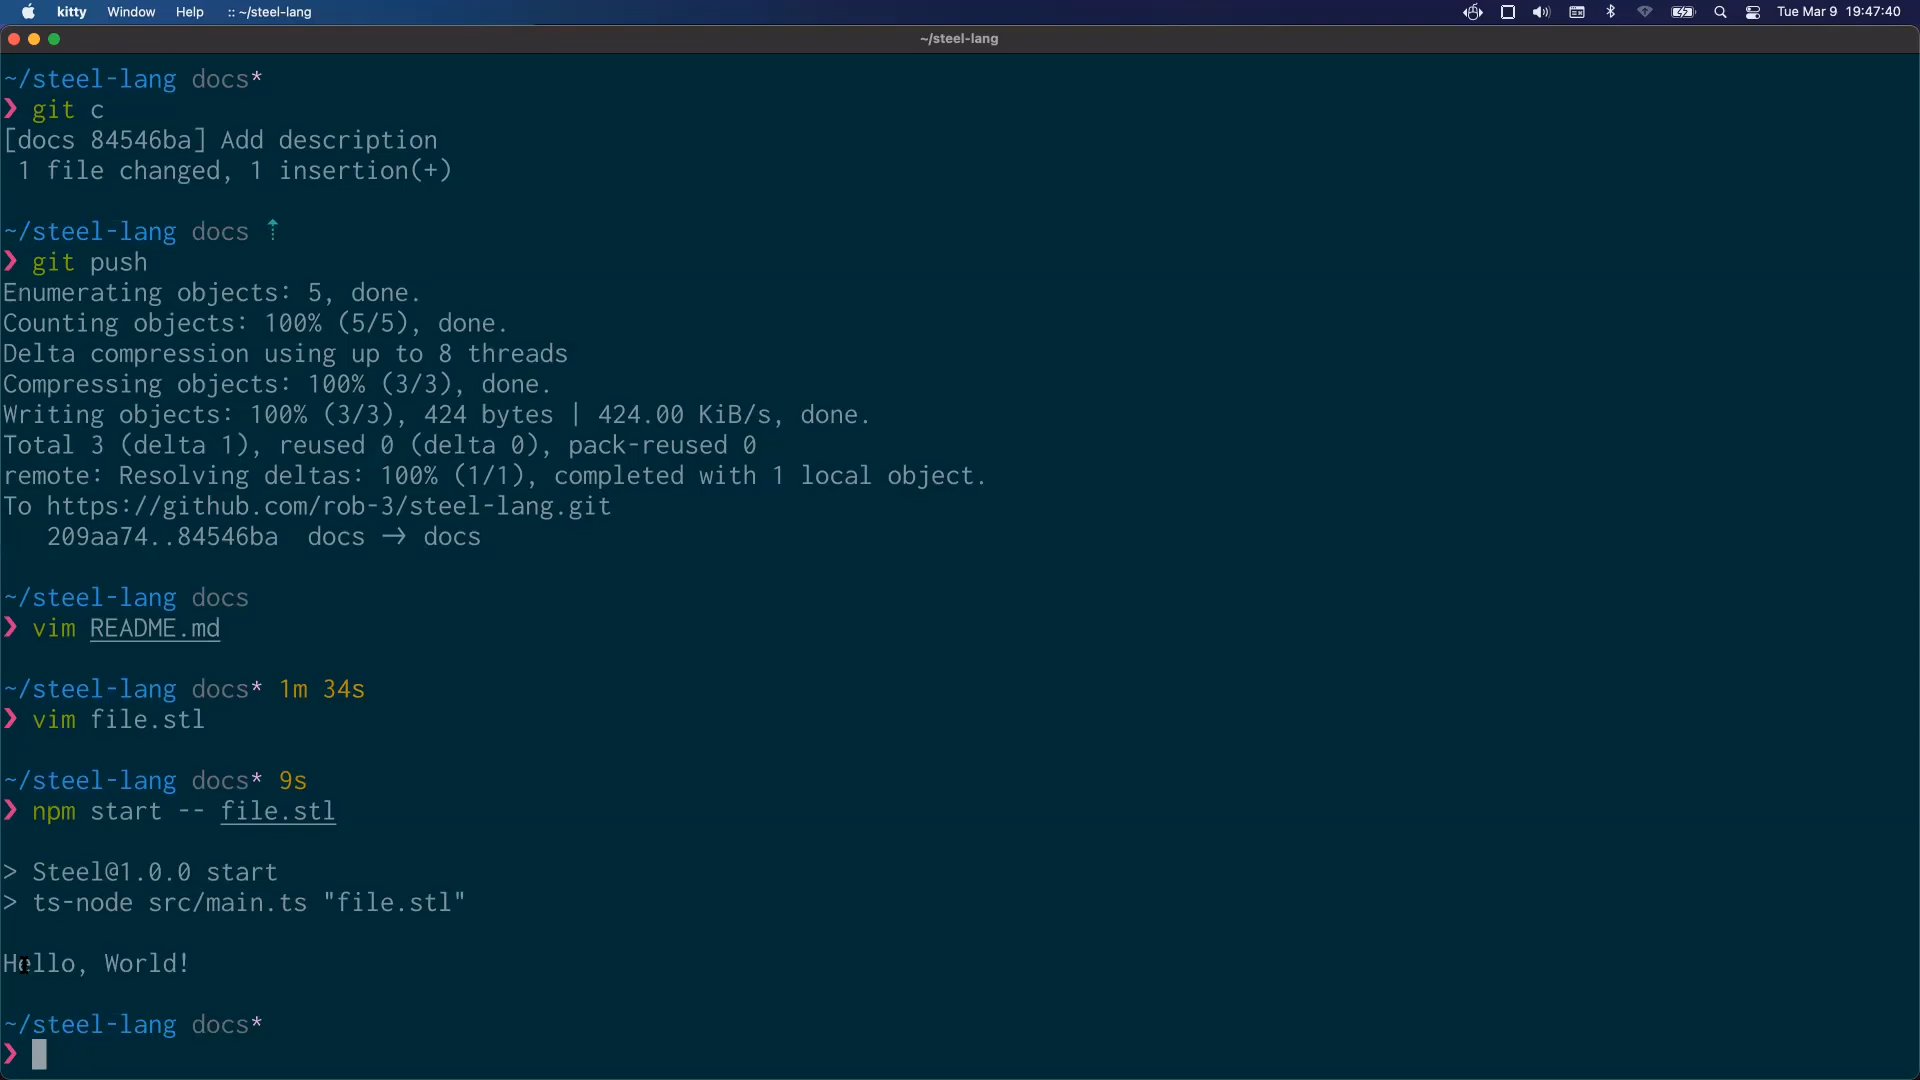 kitty Window Help :: ~/steel-lang Tue Mar 9 19:47:40
~/steel-lang
~/steel-lang docs*
❯ git c
[docs 84546ba] Add description
1 file changed, 1 insertion(+)
~/steel-lang docs ⇡
❯ git push
Enumerating objects: 5, done.
Counting objects: 100% (5/5), done.
Delta compression using up to 8 threads
Compressing objects: 100% (3/3), done.
Writing objects: 100% (3/3), 424 bytes | 424.00 KiB/s, done.
Total 3 (delta 1), reused 0 (delta 0), pack-reused 0
remote: Resolving deltas: 100% (1/1), completed with 1 local object.
To https://github.com/rob-3/steel-lang.git
209aa74..84546ba docs -> docs
~/steel-lang docs
❯ vim README.md
~/steel-lang docs* 1m 34s
❯ vim file.stl
~/steel-lang docs* 9s
❯ npm start -- file.stl
> Steel@1.0.0 start
> ts-node src/main.ts "file.stl"
Hello, World!
~/steel-lang docs*
❯